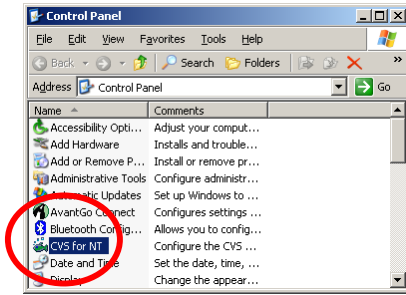 Control Panel
File Edit View Favorites Tools Help
Back Search Folders »
Address Control Panel Go
Name Comments
Accessibility Opti... Adjust your comput...
Add Hardware Installs and trouble...
Add or Remove P... Install or remove pr...
Administrative Tools Configure administr...
Automatic Updates Set up Windows to ...
AvantGo Connect Configures settings ...
Bluetooth Config... Allows you to config...
CVS for NT Configure the CVS ...
Date and Time Set the date, time, ...
Display Change the appear...